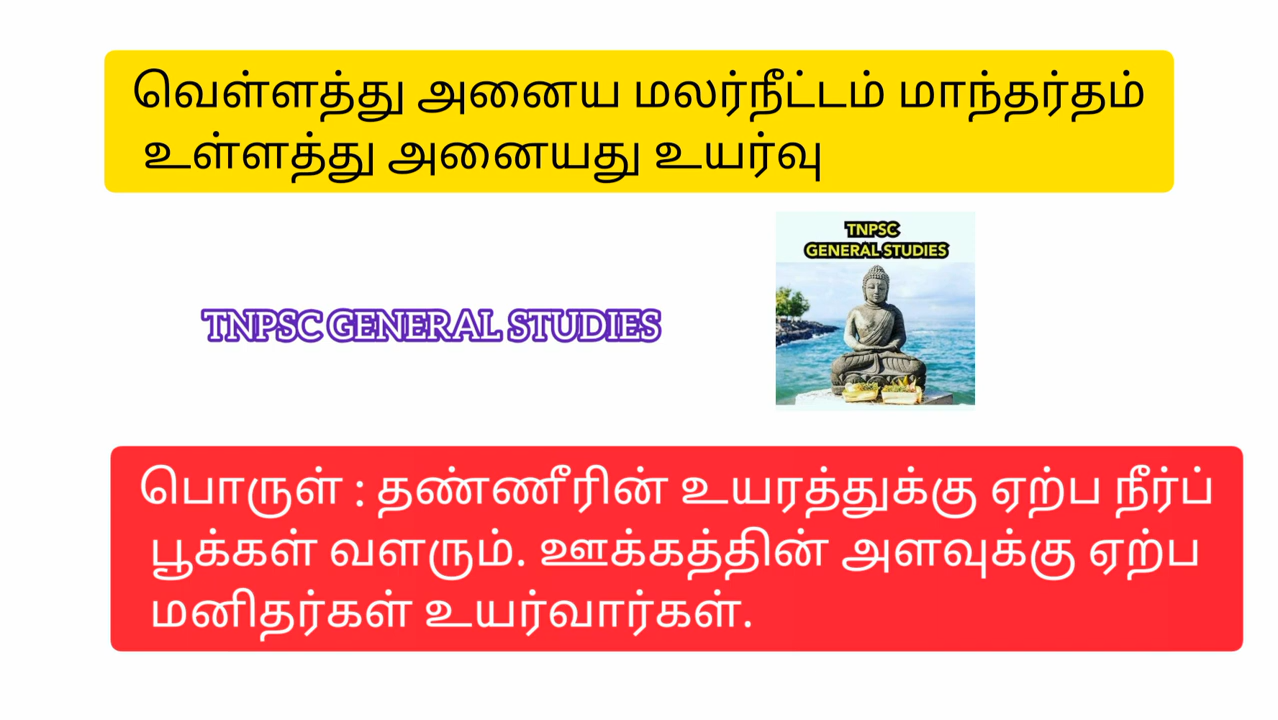 வெள்ளத்து அனைய மலர்நீட்டம் மாந்தர்தம்
உள்ளத்து அனையது உயர்வு
TNPSC
GENERAL STUDIES
TNPSC GENERAL STUDIES
பொருள் : தண்ணீரின் உயரத்துக்கு ஏற்ப நீர்ப்
பூக்கள் வளரும். ஊக்கத்தின் அளவுக்கு ஏற்ப
மனிதர்கள் உயர்வார்கள்.